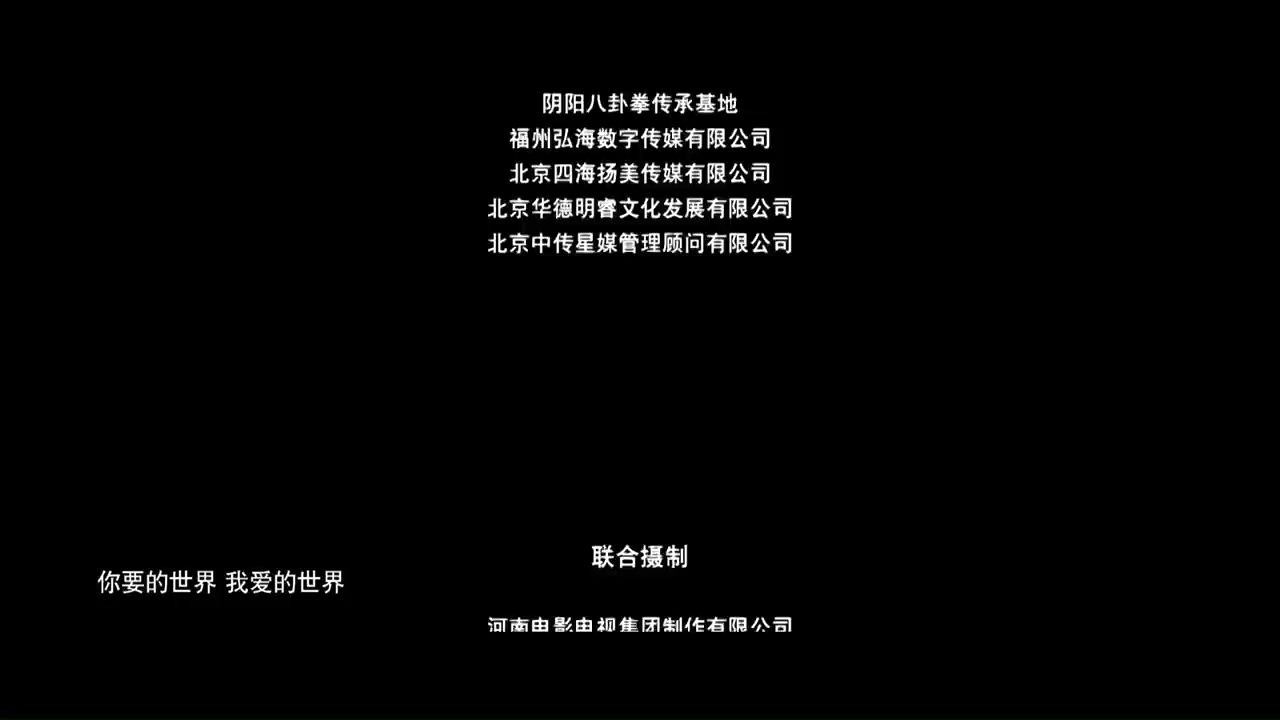 阴阳八卦拳传承基地
福州弘海数字传媒有限公司
北京四海扬美传媒有限公司
北京华德明睿文化发展有限公司
北京中传星媒管理顾问有限公司
联合摄制
你要的世界 我爱的世界
河南电影电视集团制作有限公司